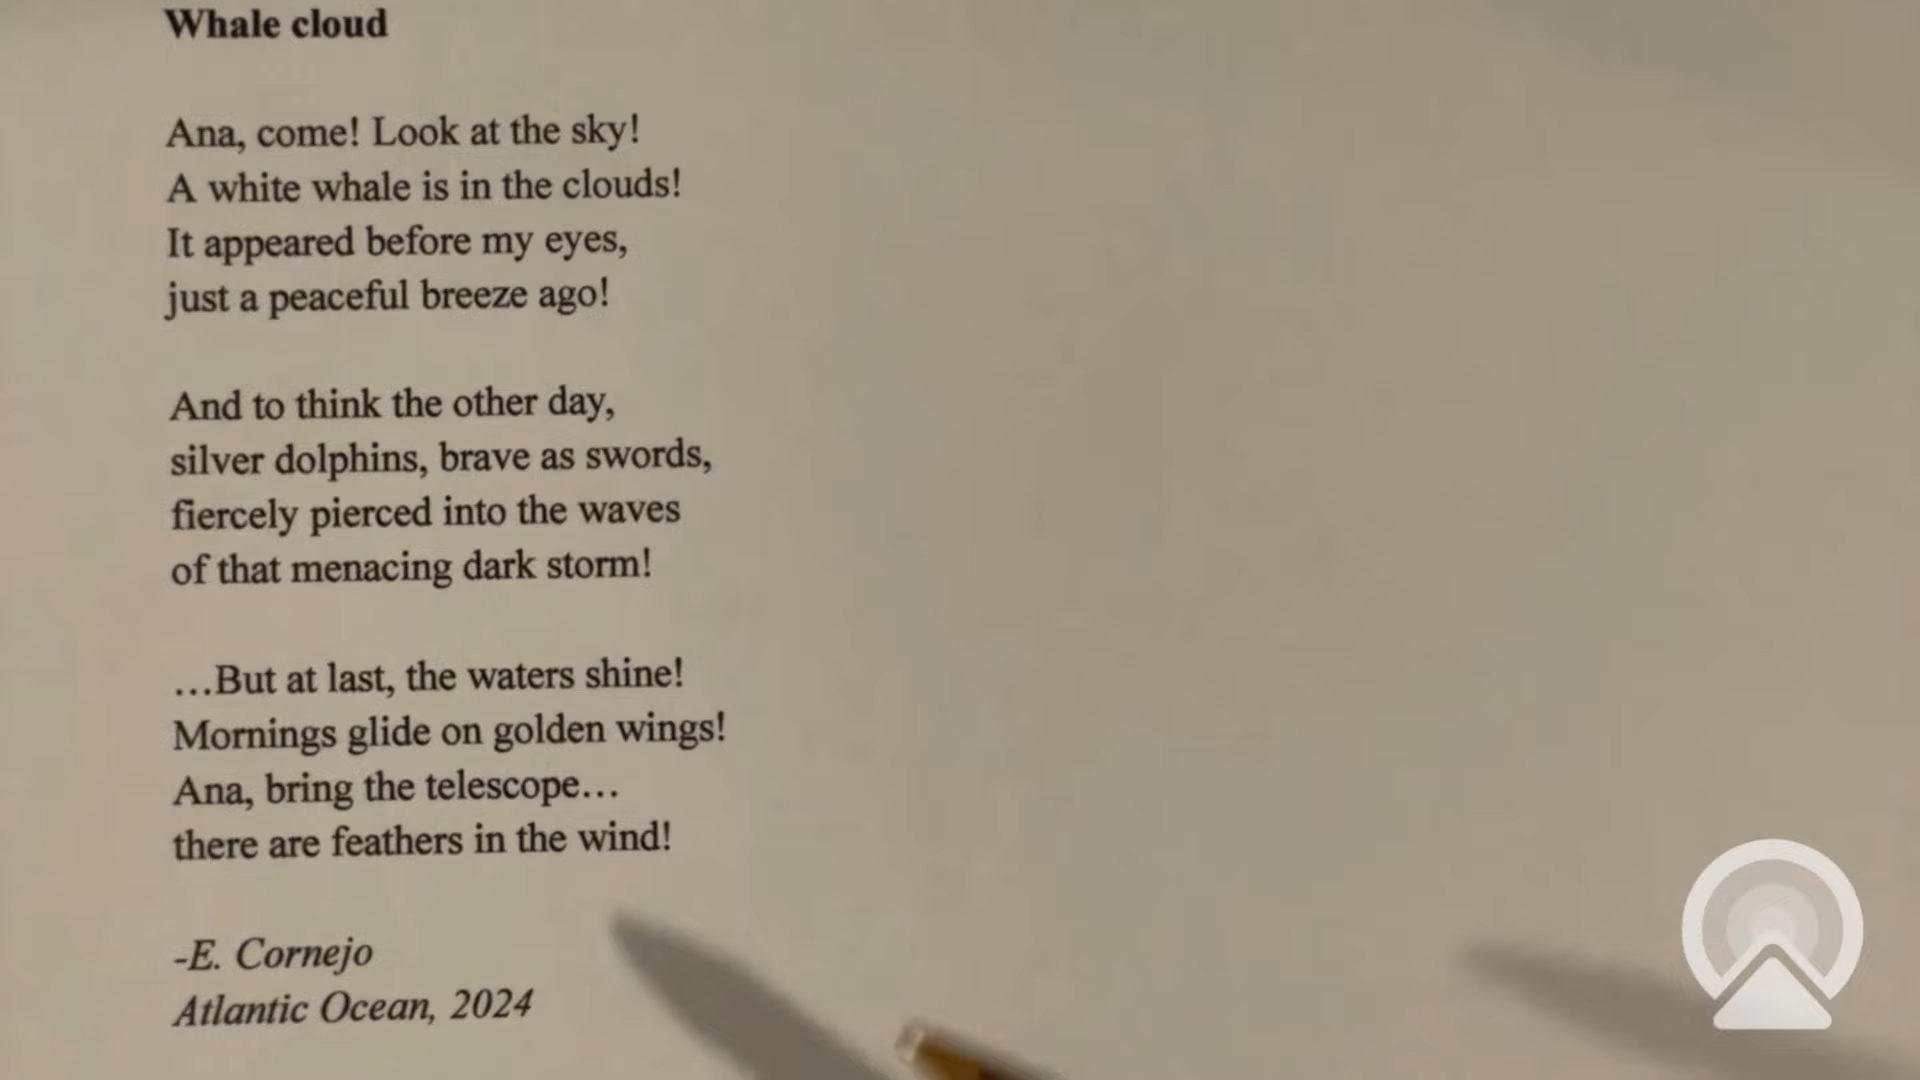 Whale cloud
Ana, come! Look at the sky!
A white whale is in the clouds!
It appeared before my eyes,
just a peaceful breeze ago!
And to think the other day,
silver dolphins, brave as swords,
fiercely pierced into the waves
of that menacing dark storm!
…But at last, the waters shine!
Mornings glide on golden wings!
Ana, bring the telescope…
there are feathers in the wind!
-E. Cornejo
Atlantic Ocean, 2024